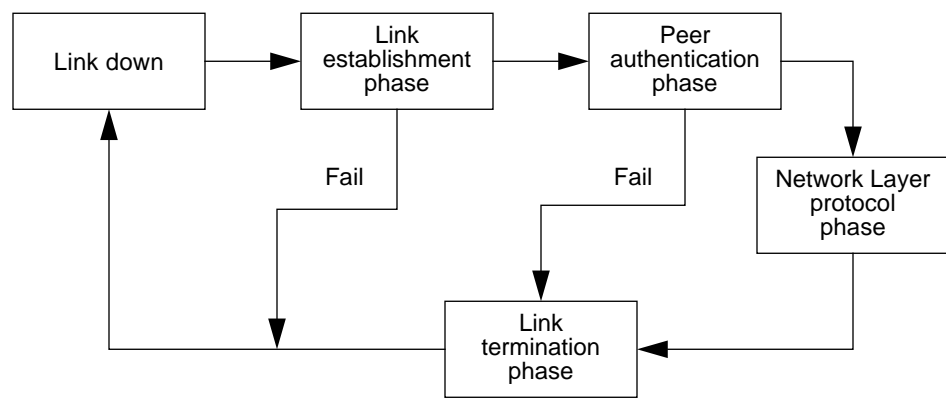 Link down
Link
establishment
phase
Peer
authentication
phase
Fail
Fail
Network Layer
protocol
phase
Link
termination
phase